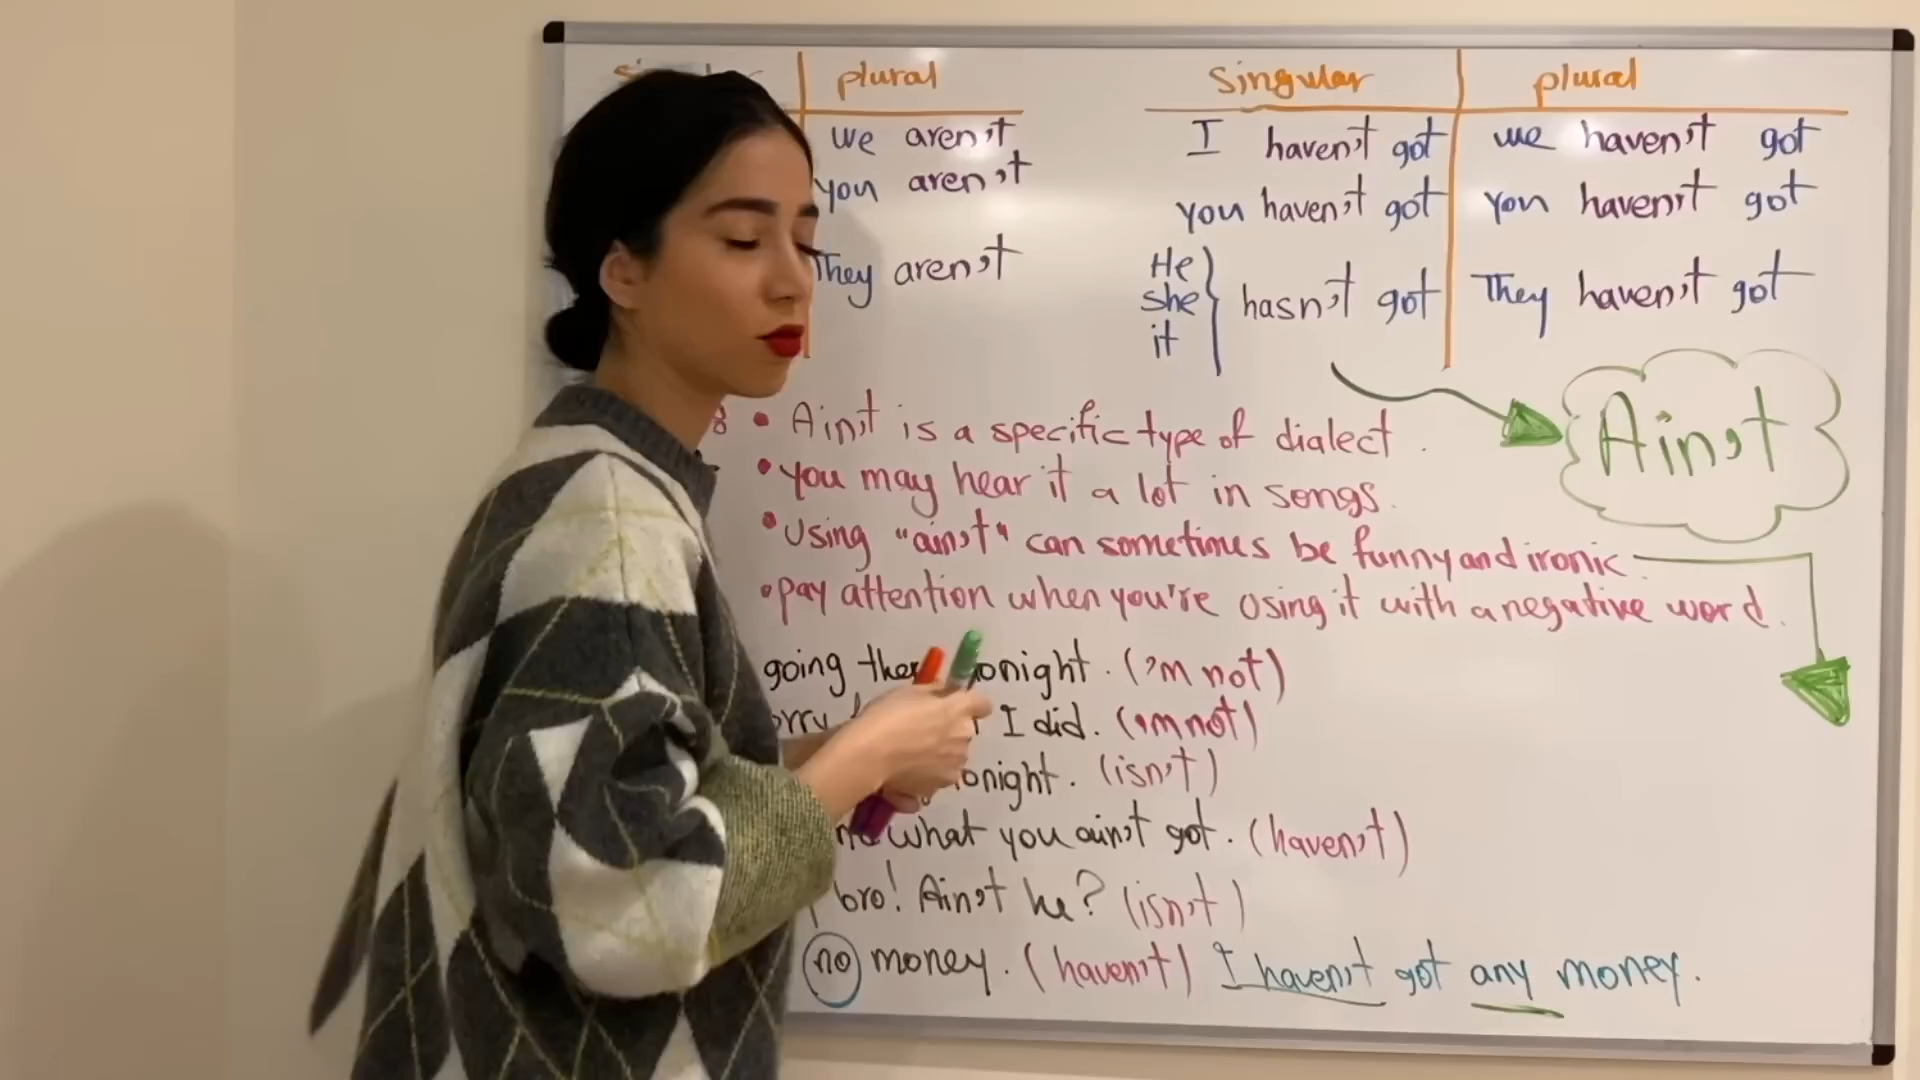 plural
we aren't
you aren't
They aren't
singular plural
I haven't got we haven't got
you haven't got you haven't got
He
she hasn't got They haven't got
it
Ain't
• Ain't is a specific type of dialect.
• you may hear it a lot in songs.
• Using "ain't" can sometimes be funny and ironic.
• pay attention when you're using it with a negative word.
going tonight. ('m not)
I did. ('m not)
(isn't)
what you ain't got. (haven't)
bro! Ain't he? (isn't)
no money. (haven't) I haven't got any money.